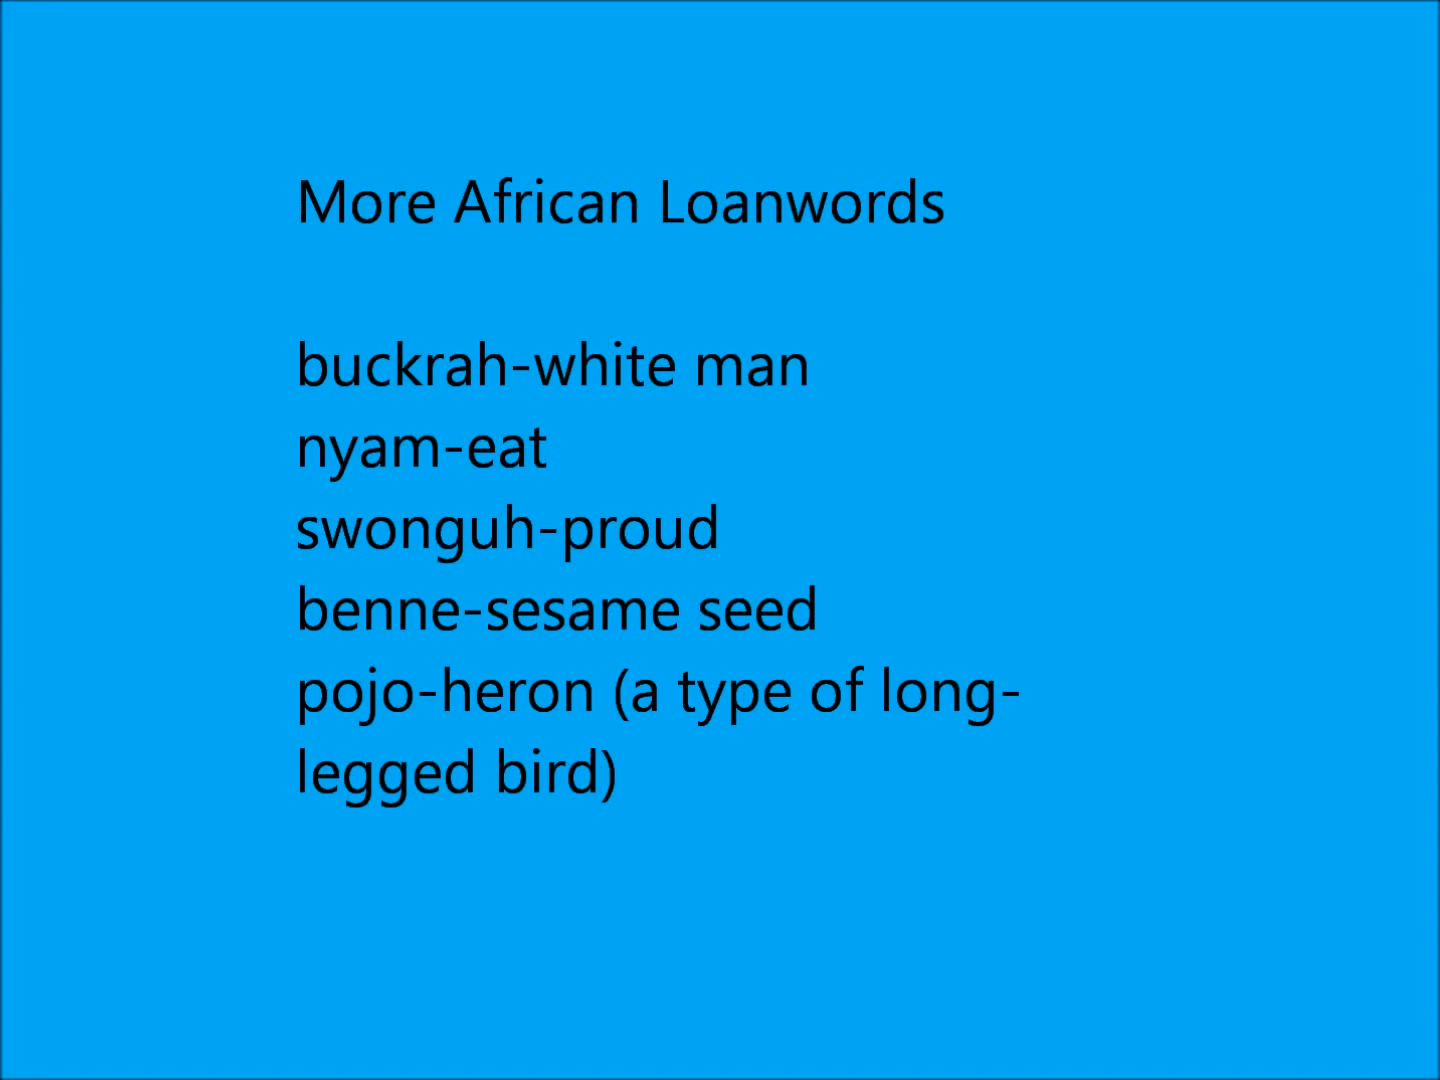 More African Loanwords
buckrah-white man
nyam-eat
swonguh-proud
benne-sesame seed
pojo-heron (a type of long-
legged bird)